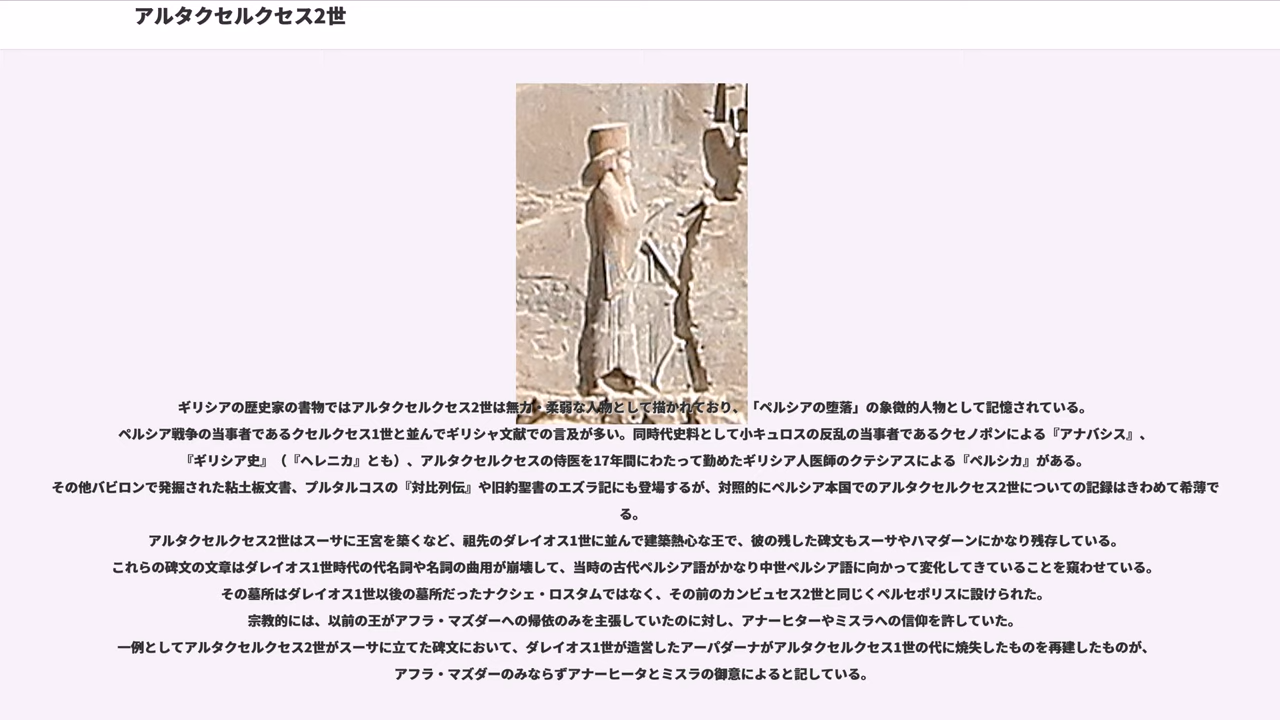 アルタクセルクセス2世
ギリシアの歴史家の書物ではアルタクセルクセス2世は無力・柔弱な人物として描かれており、「ペルシアの堕落」の象徴的人物として記憶されている。
ペルシア戦争の当事者であるクセルクセス1世と並んでギリシャ文献での言及が多い。同時代史料として小キュロスの反乱の当事者であるクセノポンによる『アナバシス』、
『ギリシア史』（『ヘレニカ』とも）、アルタクセルクセスの侍医を17年間にわたって勤めたギリシア人医師のクテシアスによる『ペルシカ』がある。
その他バビロンで発掘された粘土板文書、プルタルコスの『対比列伝』や旧約聖書のエズラ記にも登場するが、対照的にペルシア本国でのアルタクセルクセス2世についての記録はきわめて希薄で
る。
アルタクセルクセス2世はスーサに王宮を築くなど、祖先のダレイオス1世に並んで建築熱心な王で、彼の残した碑文もスーサやハマダーンにかなり残存している。
これらの碑文の文章はダレイオス1世時代の代名詞や名詞の曲用が崩壊して、当時の古代ペルシア語がかなり中世ペルシア語に向かって変化してきていることを窺わせている。
その墓所はダレイオス1世以後の墓所だったナクシェ・ロスタムではなく、その前のカンビュセス2世と同じくペルセポリスに設けられた。
宗教的には、以前の王がアフラ・マズダーへの帰依のみを主張していたのに対し、アナーヒターやミスラへの信仰を許していた。
一例としてアルタクセルクセス2世がスーサに立てた碑文において、ダレイオス1世が造営したアーパダーナがアルタクセルクセス1世の代に焼失したものを再建したものが、
アフラ・マズダーのみならずアナーヒータとミスラの御意によると記している。